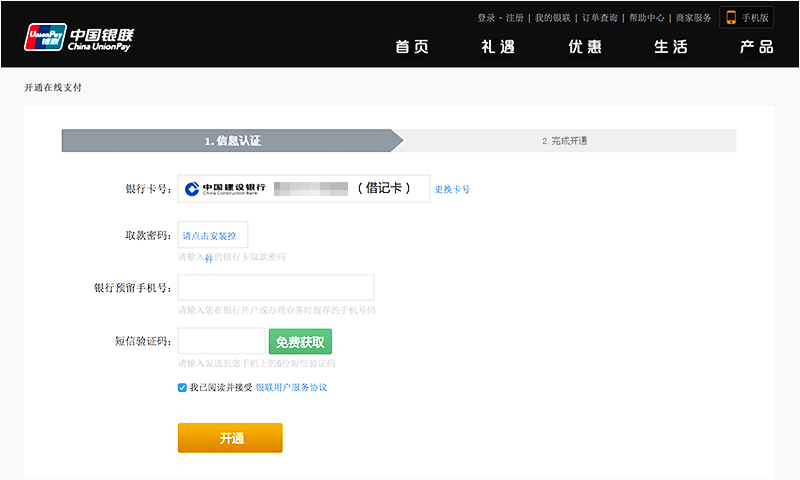 登录 - 注册 | 我的银联 | 订单查询 | 帮助中心 | 商家服务 手机版
UnionPay 银联 中国银联 China UnionPay
首页 礼遇 优惠 生活 产品
开通在线支付
1. 信息认证 2. 完成开通
银行卡号： 中国建设银行 China Construction Bank （借记卡） 更换卡号
取款密码： 请点击安装控件
请输入您的银行卡取款密码
银行预留手机号：
请输入您在银行开户或办理业务时留存的手机号码
短信验证码： 免费获取
请输入发送到您手机上的6位短信验证码
我已阅读并接受 银联用户服务协议
开通